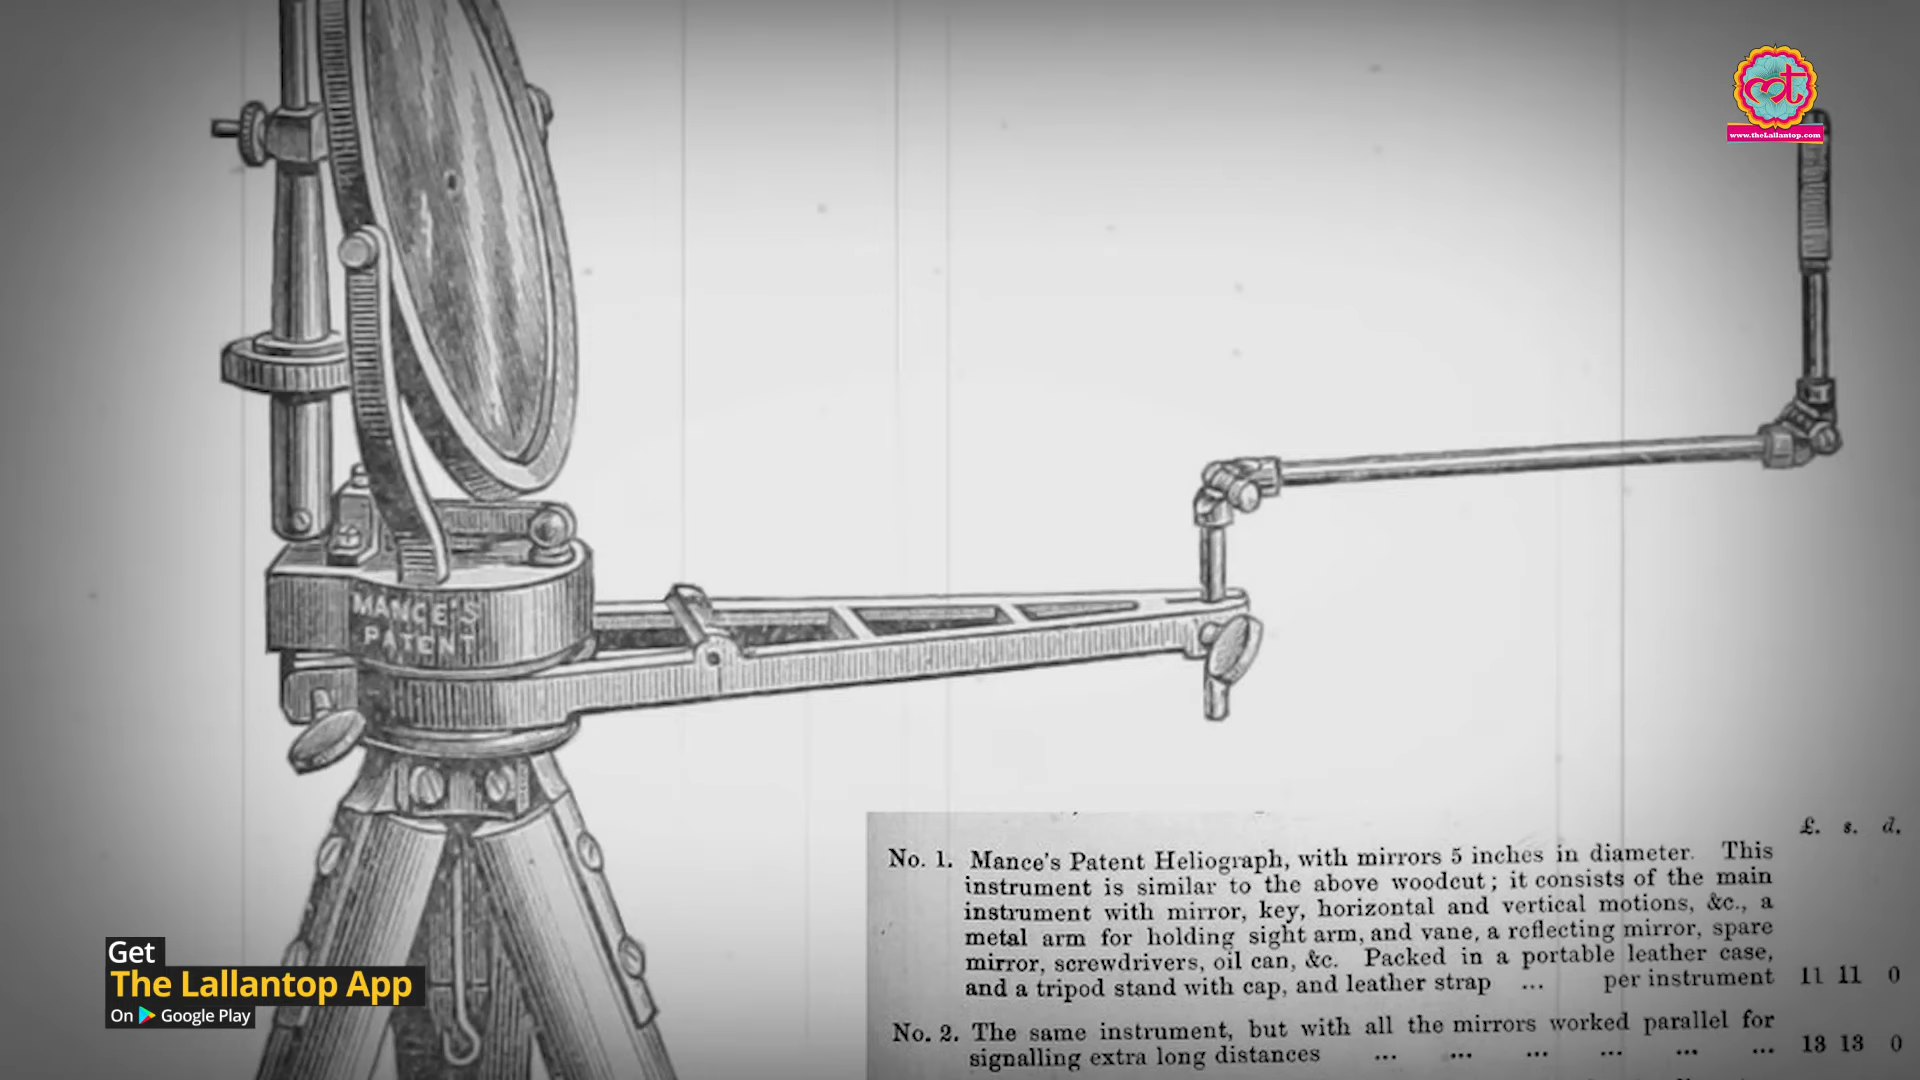 लT
www.theLallantop.com
MANCE'S
PATENT
£. s. d.
No. 1. Mance's Patent Heliograph, with mirrors 5 inches in diameter. This
instrument is similar to the above woodcut; it consists of the main
instrument with mirror, key, horizontal and vertical motions, &c., a
metal arm for holding sight arm, and vane, a reflecting mirror, spare
mirror, screwdrivers, oil can, &c. Packed in a portable leather case,
and a tripod stand with cap, and leather strap ... per instrument 11 11 0
No. 2. The same instrument, but with all the mirrors worked parallel for
signalling extra long distances ... ... ... ... ... ... 13 13 0
Get
The Lallantop App
On Google Play